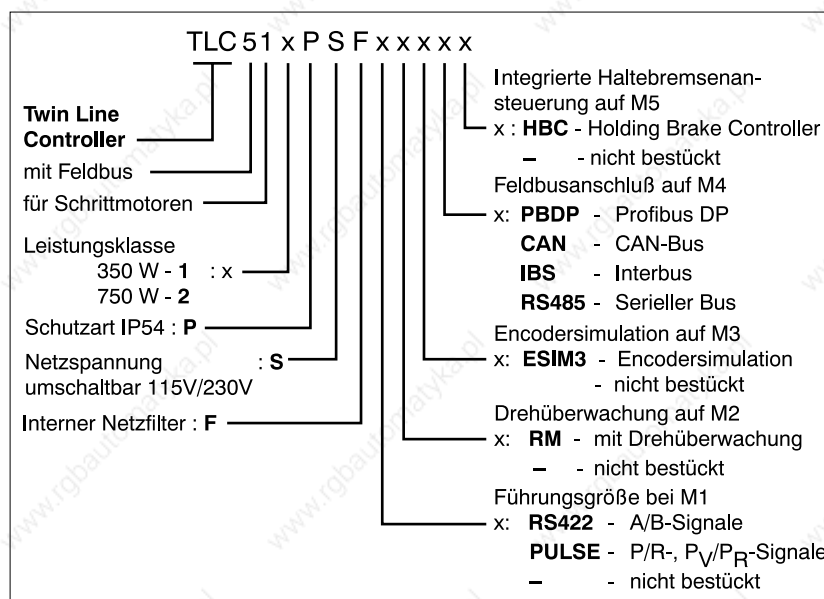 TLC51xPSFxxxxx
Twin Line
Controller
mit Feldbus
für Schrittmotoren
Leistungsklasse
350 W - 1 : x
750 W - 2
Schutzart IP54 : P
Netzspannung : S
umschaltbar 115V/230V
Interner Netzfilter : F
Integrierte Haltebremsenan-
steuerung auf M5
x : HBC - Holding Brake Controller
– - nicht bestückt
Feldbusanschluß auf M4
x: PBDP - Profibus DP
CAN - CAN-Bus
IBS - Interbus
RS485 - Serieller Bus
Encodersimulation auf M3
x: ESIM3 - Encodersimulation
- nicht bestückt
Drehüberwachung auf M2
x: RM - mit Drehüberwachung
– - nicht bestückt
Führungsgröße bei M1
x: RS422 - A/B-Signale
PULSE - P/R-, PV/PR-Signale
– - nicht bestückt
www.rgbautomatyka.pl